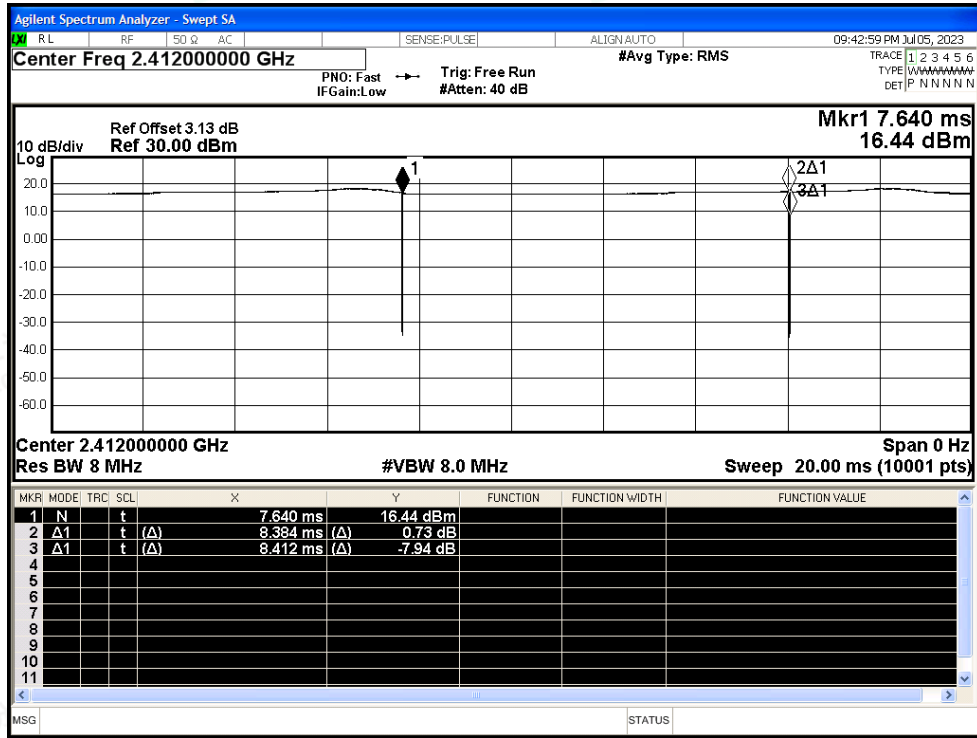 Agilent Spectrum Analyzer - Swept SA
LXI RL RF 50 Ω AC SENSE:PULSE ALIGN AUTO 09:42:59 PM Jul 05, 2023
Center Freq 2.412000000 GHz
PNO: Fast
IFGain:Low
Trig: Free Run
#Atten: 40 dB
#Avg Type: RMS
TRACE 1 2 3 4 5 6
TYPE WWWWWW
DET P N N N N N
Mkr1 7.640 ms
16.44 dBm
Ref Offset 3.13 dB
10 dB/div Ref 30.00 dBm
Log
1
2Δ1
3Δ1
20.0
10.0
0.00
-10.0
-20.0
-30.0
-40.0
-50.0
-60.0
Center 2.412000000 GHz Span 0 Hz
Res BW 8 MHz #VBW 8.0 MHz Sweep 20.00 ms (10001 pts)
MKR MODE TRC SCL X Y FUNCTION FUNCTION WIDTH FUNCTION VALUE
1 N t 7.640 ms 16.44 dBm
2 Δ1 t (Δ) 8.384 ms (Δ) 0.73 dB
3 Δ1 t (Δ) 8.412 ms (Δ) -7.94 dB
4
5
6
7
8
9
10
11
MSG STATUS